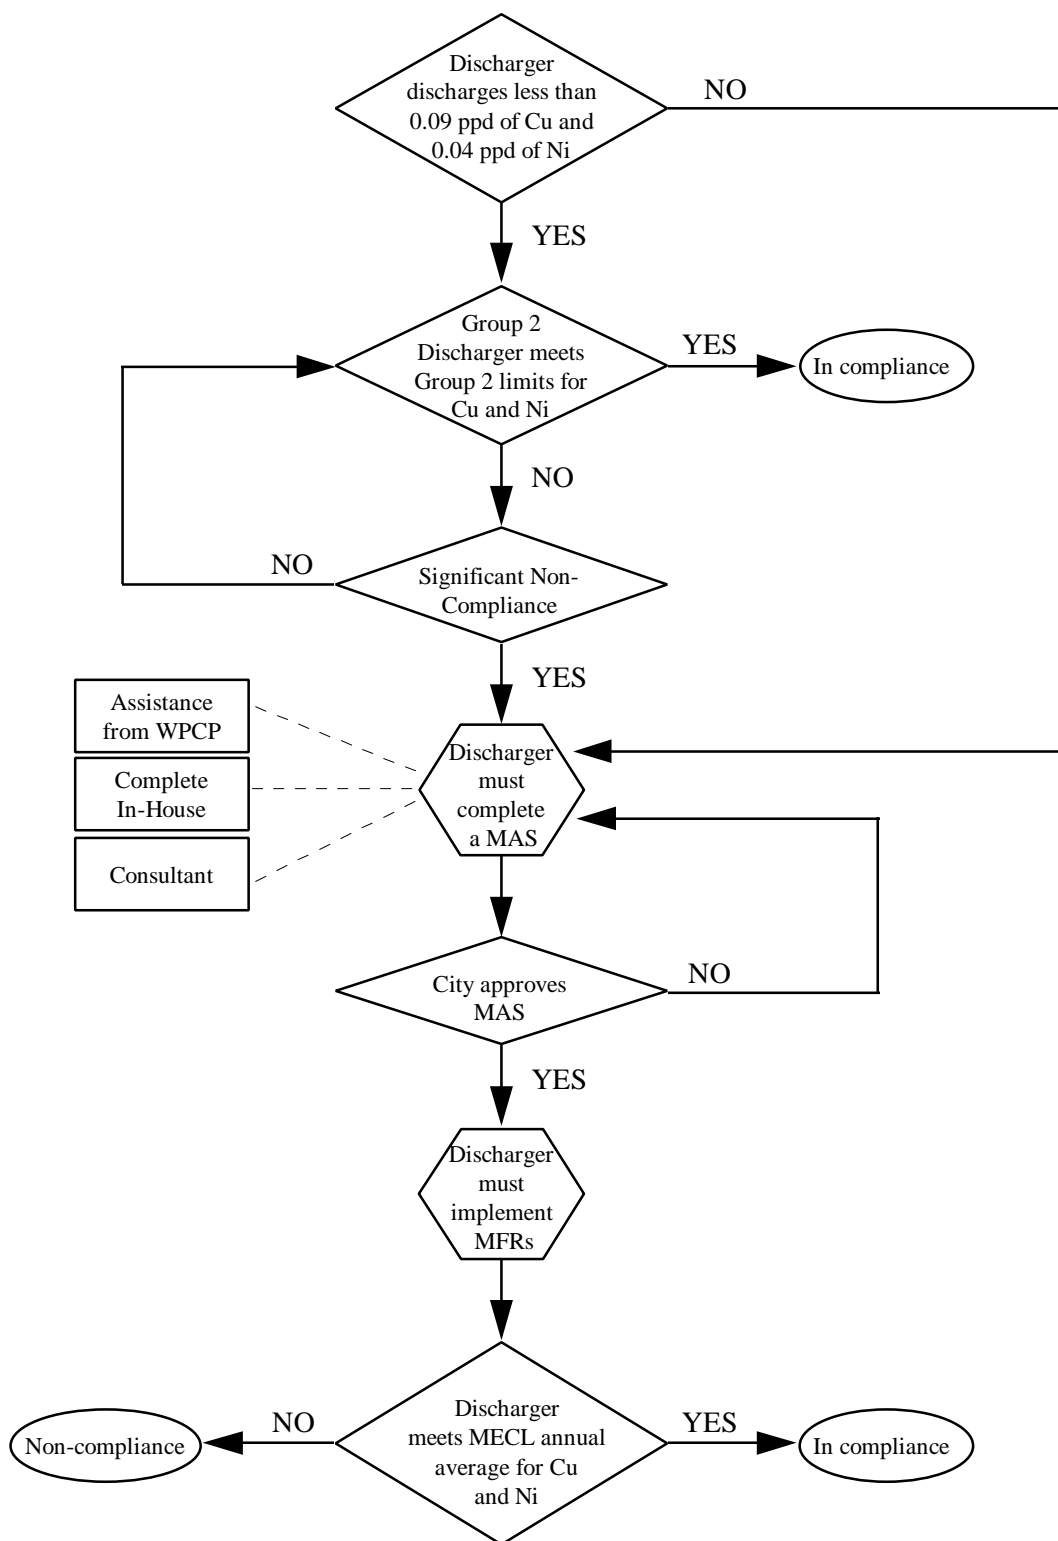 Discharger
discharges less than
0.09 ppd of Cu and
0.04 ppd of Ni
NO
YES
Group 2
Discharger meets
Group 2 limits for
Cu and Ni
YES
In compliance
NO
Significant Non-
Compliance
NO
YES
Assistance
from WPCP
Complete
In-House
Consultant
Discharger
must
complete
a MAS
City approves
MAS
NO
YES
Discharger
must
implement
MFRs
Discharger
meets MECL annual
average for Cu
and Ni
NO
Non-compliance
YES
In compliance